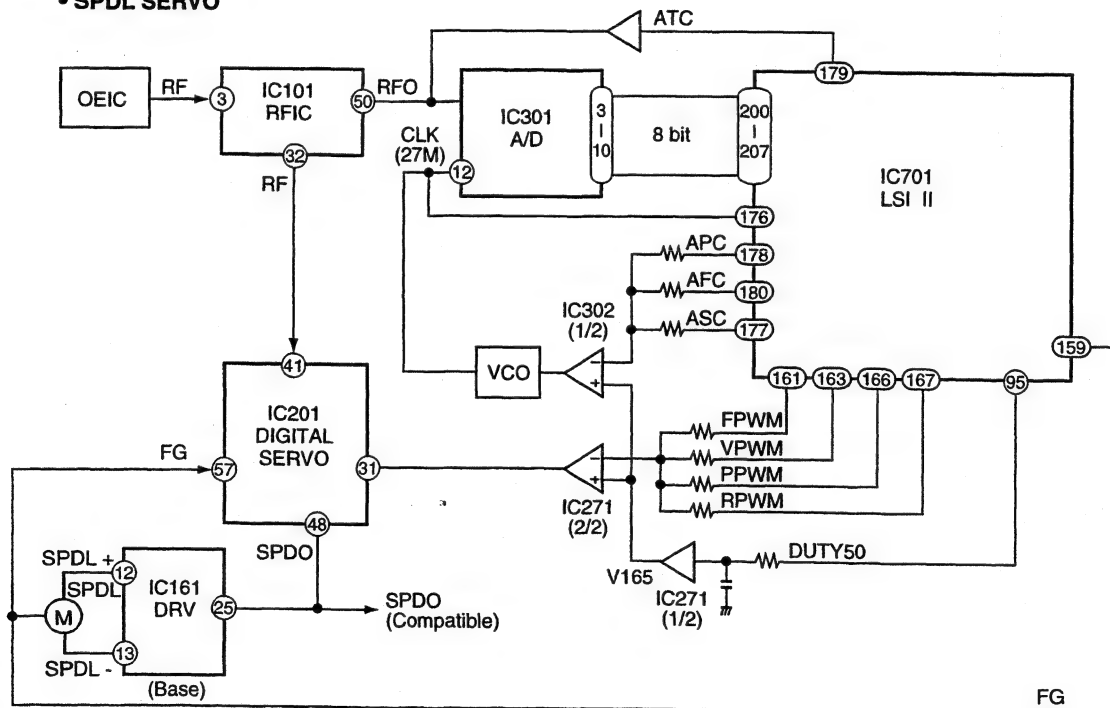 • SPDL SERVO
ATC
179
OEIC
RF
3
IC101
RFIC
50
RFO
32
RF
CLK
(27M)
12
IC301
A/D
3
|
10
8 bit
200
|
207
IC701
LSI II
176
APC
178
AFC
180
ASC
177
159
IC302
(1/2)
-
+
VCO
161
163
166
167
95
41
IC201
DIGITAL
SERVO
FG
57
31
48
SPDO
-
+
IC271
(2/2)
FPWM
VPWM
PPWM
RPWM
DUTY50
V165
IC271
(1/2)
SPDL +
12
SPDL
M
IC161
DRV
25
13
SPDL -
(Base)
SPDO
(Compatible)
FG